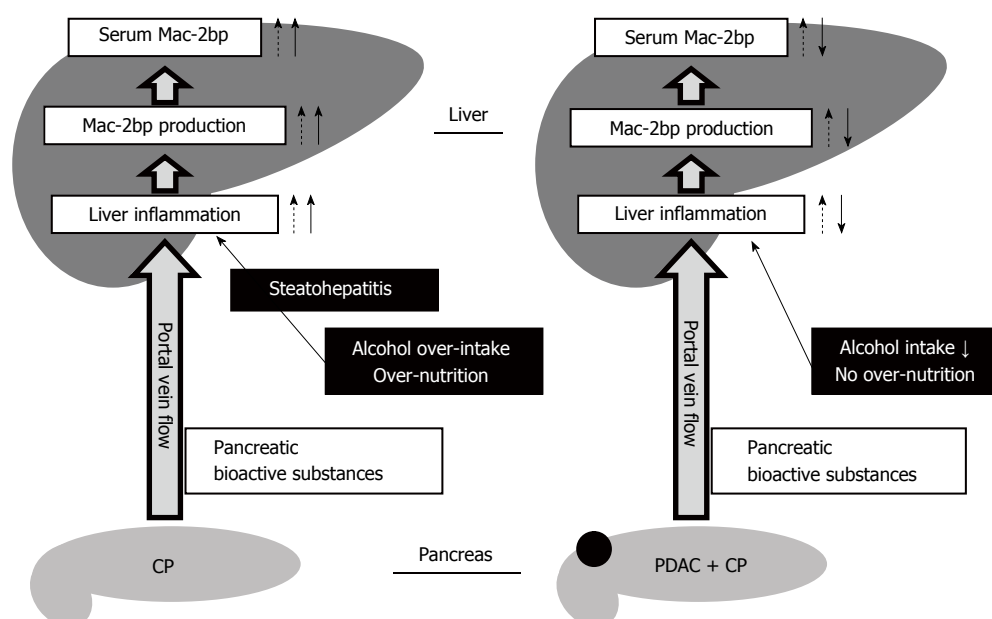 Serum Mac-2bp
Mac-2bp production
Liver inflammation
Steatohepatitis
Alcohol over-intake
Over-nutrition
Portal vein flow
Pancreatic
bioactive substances
CP
Liver
Pancreas
Serum Mac-2bp
Mac-2bp production
Liver inflammation
Alcohol intake ↓
No over-nutrition
Portal vein flow
Pancreatic
bioactive substances
PDAC + CP